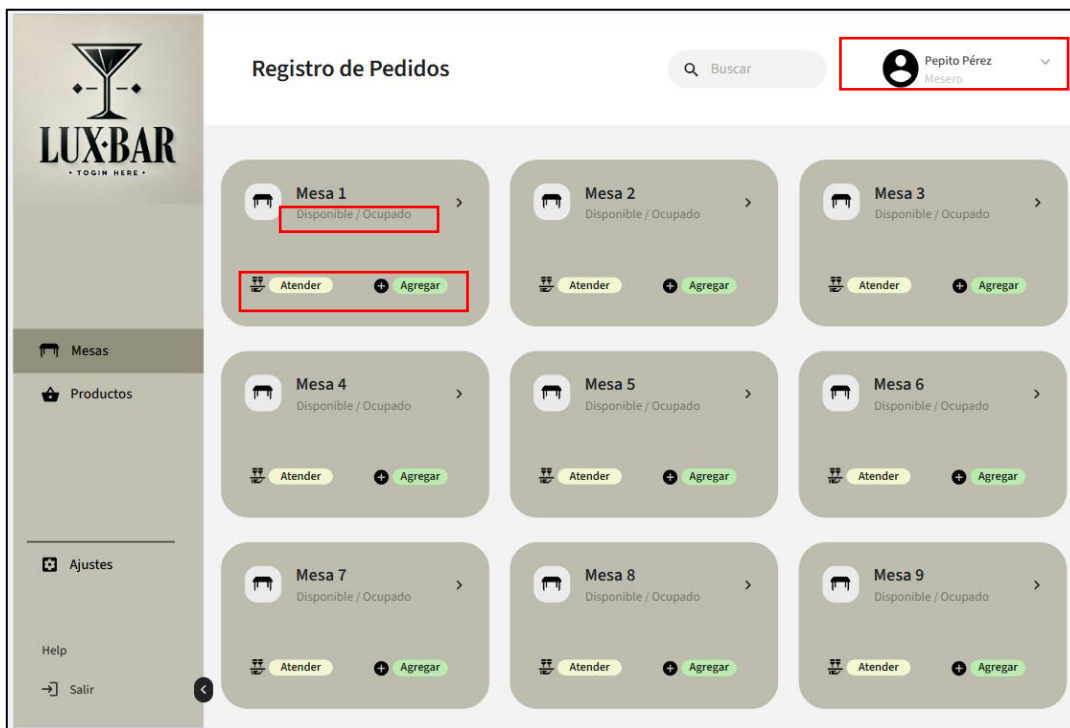 LUX·BAR
• TOGIN HERE •
Mesas
Productos
Ajustes
Help
Salir
Registro de Pedidos
Buscar
Pepito Pérez
Mesero
Mesa 1
Disponible / Ocupado
Atender
Agregar
Mesa 2
Disponible / Ocupado
Atender
Agregar
Mesa 3
Disponible / Ocupado
Atender
Agregar
Mesa 4
Disponible / Ocupado
Atender
Agregar
Mesa 5
Disponible / Ocupado
Atender
Agregar
Mesa 6
Disponible / Ocupado
Atender
Agregar
Mesa 7
Disponible / Ocupado
Atender
Agregar
Mesa 8
Disponible / Ocupado
Atender
Agregar
Mesa 9
Disponible / Ocupado
Atender
Agregar